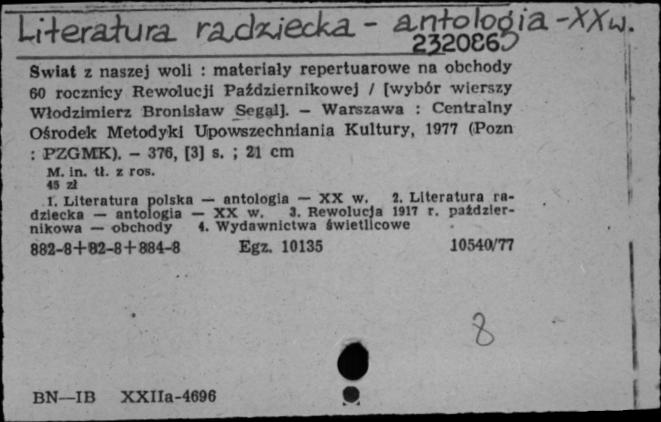 Literatura radziecka - antologia - XX w.
232086
Świat z naszej woli : materiały repertuarowe na obchody
60 rocznicy Rewolucji Październikowej / [wybór wierszy
Włodzimierz Bronisław Segal]. — Warszawa : Centralny
Ośrodek Metodyki Upowszechniania Kultury, 1977 (Pozn
: PZGMK). — 376, [3] s. ; 21 cm
M. in. tł. z ros.
45 zł
1. Literatura polska — antologia — XX w. 2. Literatura ra-
dziecka — antologia — XX w. 3. Rewolucja 1917 r. paździer-
nikowa — obchody 4. Wydawnictwa świetlicowe
882-8+82-8+884-8 Egz. 10135 10540/77
8
BN—IB XXIIa-4696